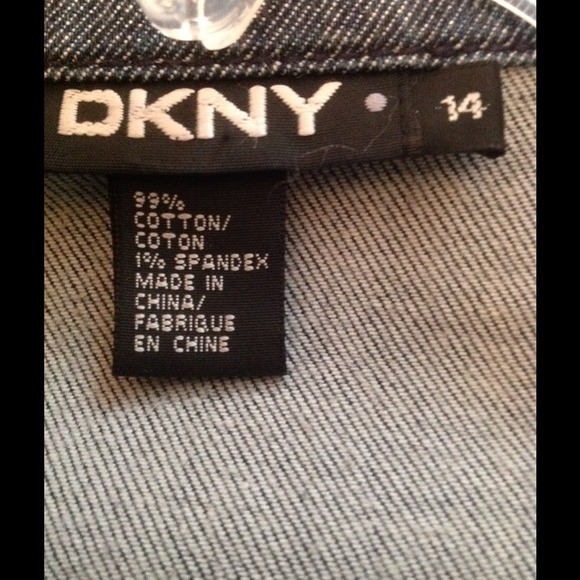 DKNY 14
99%
COTTON/
COTON
1% SPANDEX
MADE IN
CHINA/
FABRIQUE
EN CHINE